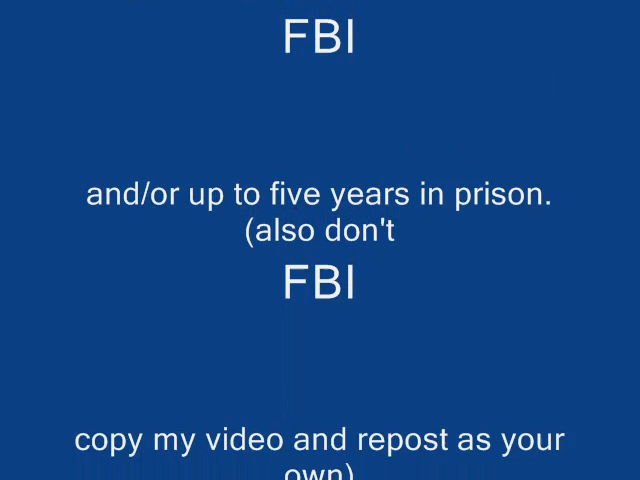 FBI
and/or up to five years in prison.
(also don't
FBI
copy my video and repost as your
own)